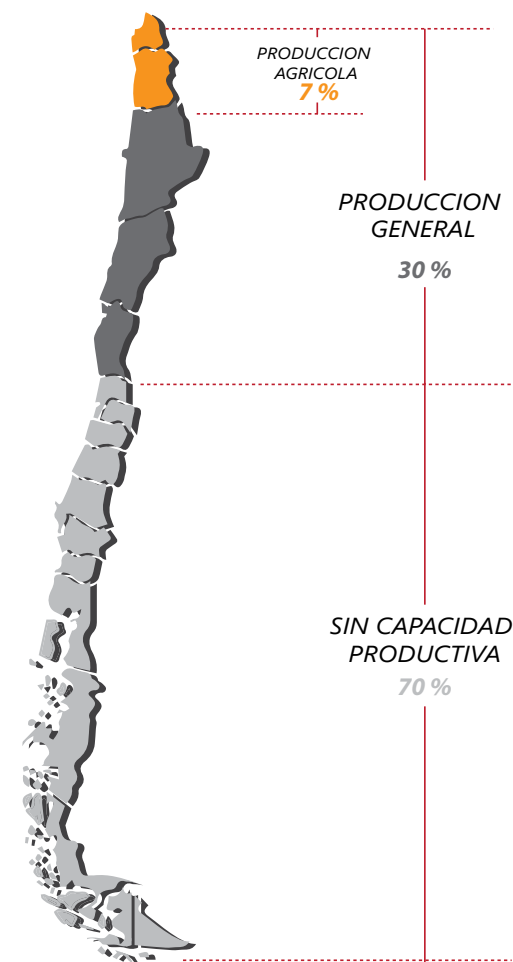 PRODUCCION
AGRICOLA
7 %
PRODUCCION
GENERAL
30 %
SIN CAPACIDAD
PRODUCTIVA
70 %